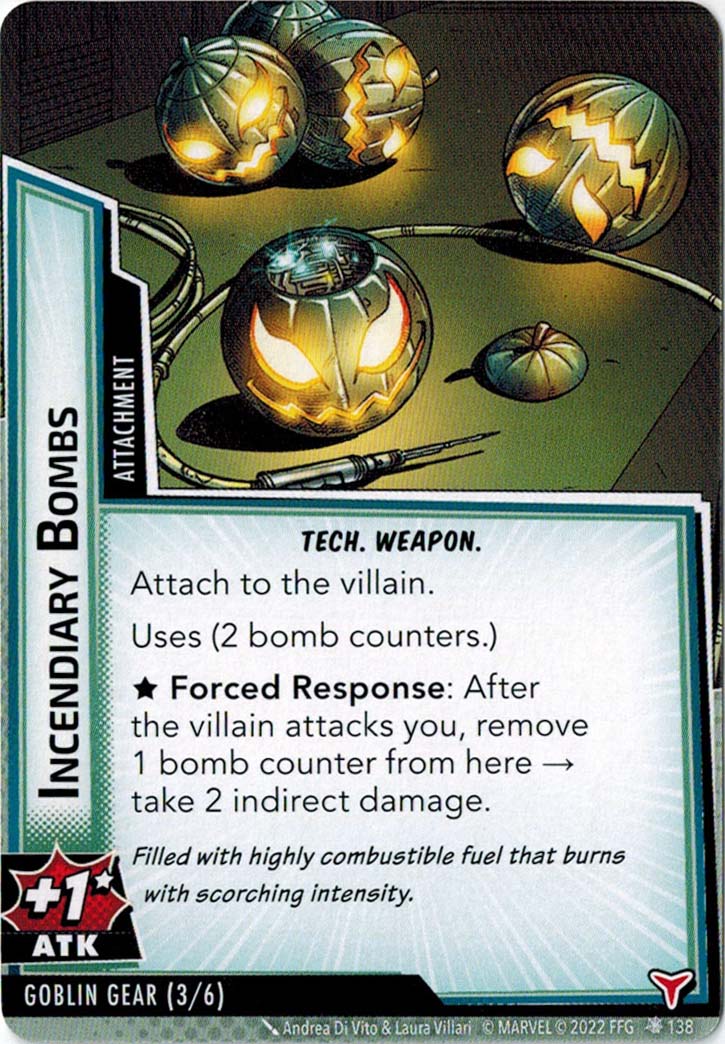 ATTACHMENT
INCENDIARY BOMBS
TECH. WEAPON.
Attach to the villain.
Uses (2 bomb counters.)
★ Forced Response: After
the villain attacks you, remove
1 bomb counter from here →
take 2 indirect damage.
Filled with highly combustible fuel that burns
with scorching intensity.
+1★
ATK
GOBLIN GEAR (3/6)
Andrea Di Vito & Laura Villari © MARVEL © 2022 FFG 138